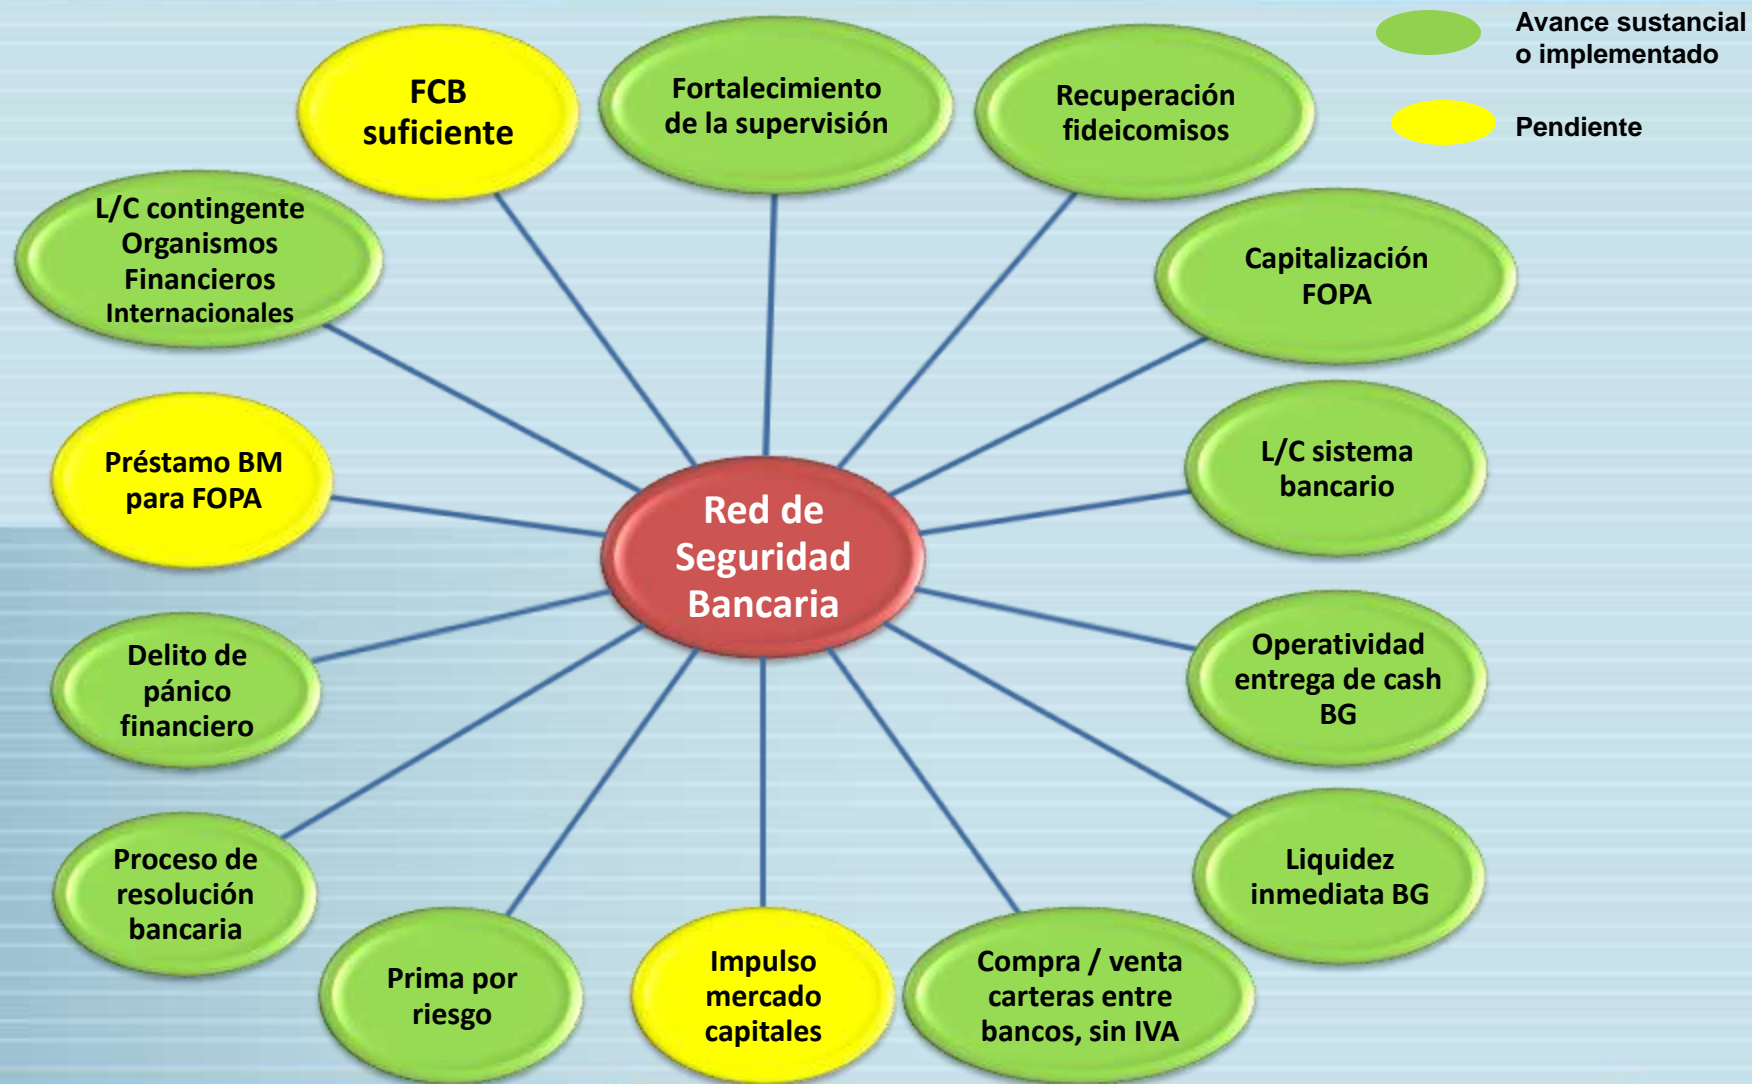 Avance sustancial
o implementado
Pendiente
FCB
suficiente
Fortalecimiento
de la supervisión
Recuperación
fideicomisos
L/C contingente
Organismos
Financieros
Internacionales
Capitalización
FOPA
Préstamo BM
para FOPA
L/C sistema
bancario
Red de
Seguridad
Bancaria
Delito de
pánico
financiero
Operatividad
entrega de cash
BG
Proceso de
resolución
bancaria
Liquidez
inmediata BG
Prima por
riesgo
Impulso
mercado
capitales
Compra / venta
carteras entre
bancos, sin IVA